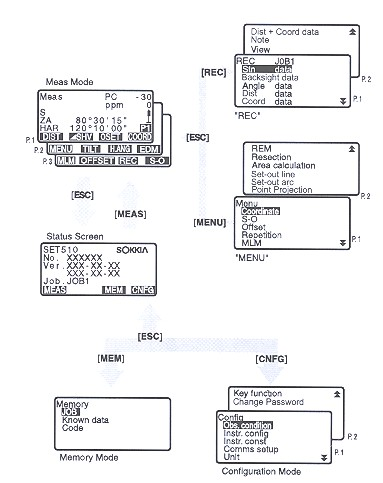 Meas Mode
Meas PC -30
ppm 0
S
ZA 80°30'15"
HAR 120°10'00" P1
DIST ⊿SHV 0SET COORD
P.1
P.2 MENU TILT H.ANG EDM
P.3 MLM OFFSET REC S-O
[REC]
Dist + Coord data
Note
View
P.2
REC JOB1
Stn data
Backsight data
Angle data
Dist data
Coord data
P.1
"REC"
[ESC]
REM
Resection
Area calculation
Set-out line
Set-out arc
Point Projection
P.2
[MENU]
Menu
Coordinate
S-O
Offset
Repetition
MLM
P.1
"MENU"
[ESC]
[MEAS]
Status Screen
SET510 SOKKIA
No. XXXXXX
Ver. XXX-XX-XX
XXX-XX-XX
Job. JOB1
MEAS MEM CNFG
[ESC]
[MEM] [CNFG]
Memory
JOB
Known data
Code
Memory Mode
Key function
Change Password
P.2
Config
Obs. condition
Instr. config
Instr. const
Comms setup
Unit
P.1
Configuration Mode